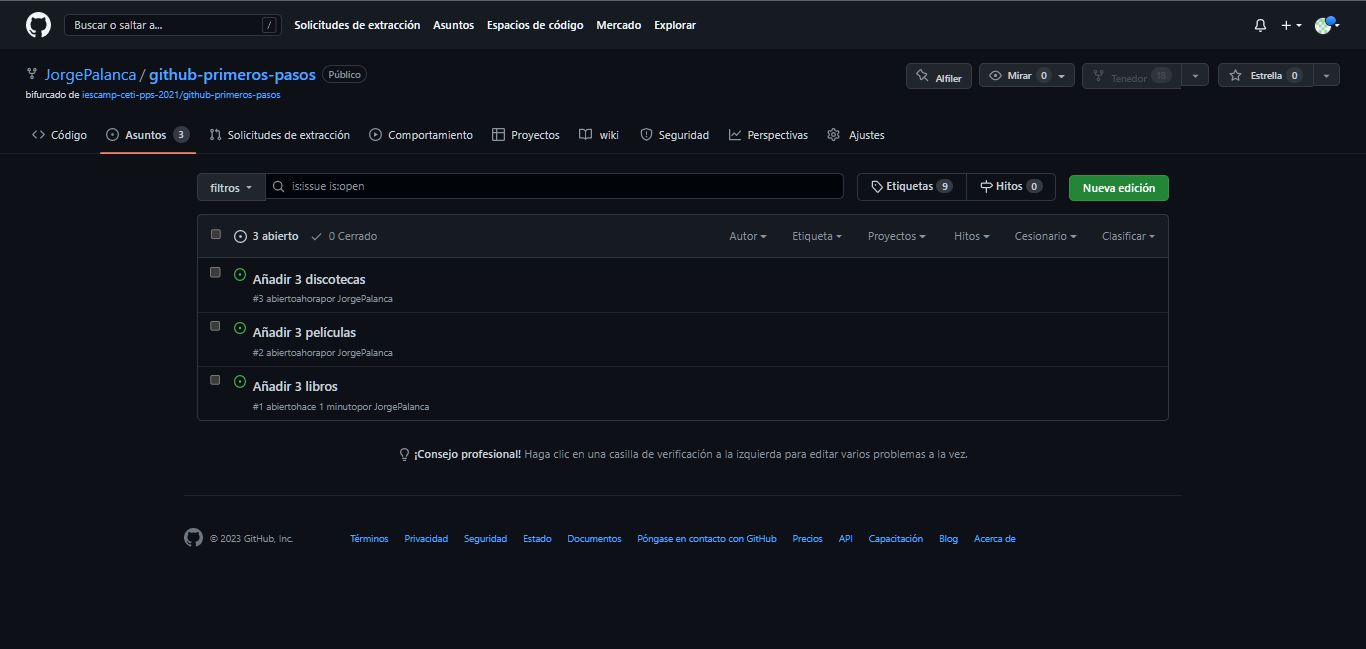 Buscar o saltar a... / Solicitudes de extracción Asuntos Espacios de código Mercado Explorar
JorgePalanca / github-primeros-pasos Público Alfiler Mirar 0 Tenedor 18 Estrella 0
bifurcado de iescamp-ceti-pps-2021/github-primeros-pasos
Código Asuntos 3 Solicitudes de extracción Comportamiento Proyectos wiki Seguridad Perspectivas Ajustes
filtros is:issue is:open Etiquetas 9 Hitos 0 Nueva edición
3 abierto 0 Cerrado Autor Etiqueta Proyectos Hitos Cesionario Clasificar
Añadir 3 discotecas
#3 abiertoahorapor JorgePalanca
Añadir 3 películas
#2 abiertoahorapor JorgePalanca
Añadir 3 libros
#1 abiertohace 1 minutopor JorgePalanca
¡Consejo profesional! Haga clic en una casilla de verificación a la izquierda para editar varios problemas a la vez.
© 2023 GitHub, Inc. Términos Privacidad Seguridad Estado Documentos Póngase en contacto con GitHub Precios API Capacitación Blog Acerca de